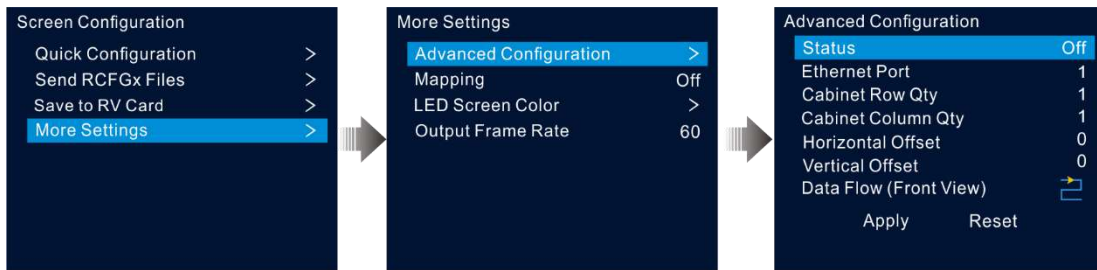 Screen Configuration
Quick Configuration >
Send RCFGx Files >
Save to RV Card >
More Settings >
More Settings
Advanced Configuration >
Mapping Off
LED Screen Color >
Output Frame Rate 60
Advanced Configuration
Status Off
Ethernet Port 1
Cabinet Row Qty 1
Cabinet Column Qty 1
Horizontal Offset 0
Vertical Offset 0
Data Flow (Front View)
Apply Reset